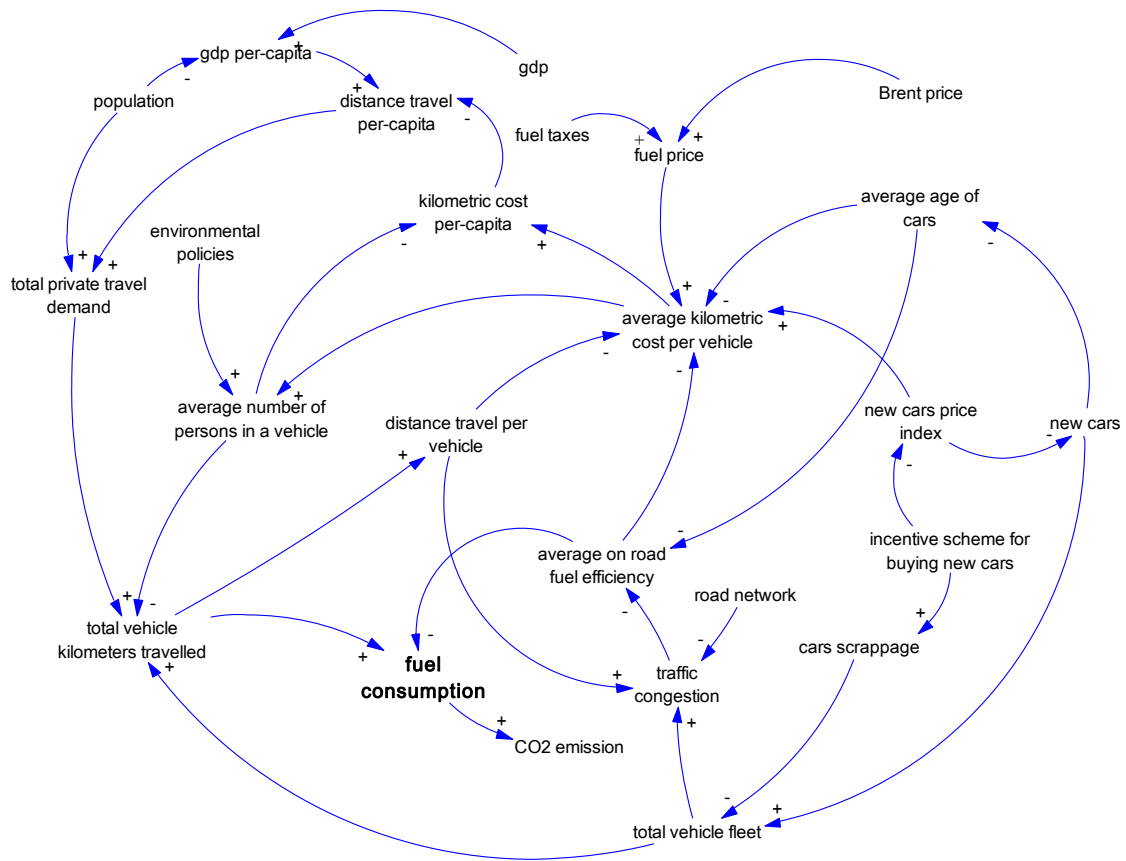 gdp per-capita
+
gdp
-
population
+
distance travel
per-capita
-
Brent price
fuel taxes
+
+
fuel price
kilometric cost
per-capita
average age of
cars
environmental
policies
-
+
-
+
+
total private travel
demand
+
-
average kilometric
cost per vehicle
+
-
-
+
+
average number of
persons in a vehicle
distance travel per
vehicle
new cars price
index
-
new cars
+
-
-
average on road
fuel efficiency
incentive scheme for
buying new cars
+
-
-
road network
+
total vehicle
kilometers travelled
-
+
+
fuel
consumption
-
traffic
congestion
+
cars scrappage
+
+
CO2 emission
+
-
+
total vehicle fleet